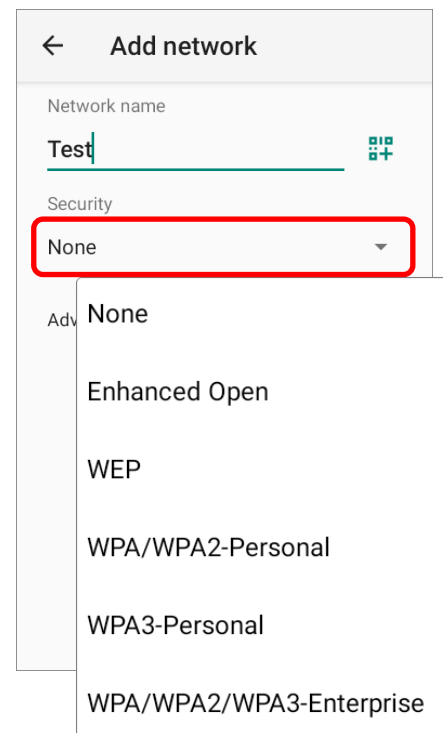 Add network
Network name
Test
Security
None
Adv
None
Enhanced Open
WEP
WPA/WPA2-Personal
WPA3-Personal
WPA/WPA2/WPA3-Enterprise